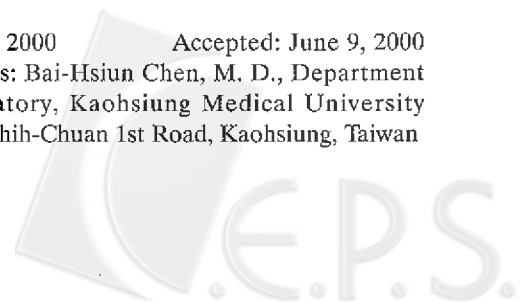 2000 Accepted: June 9, 2000
s: Bai-Hsiun Chen, M. D., Department
atory, Kaohsiung Medical University
hih-Chuan 1st Road, Kaohsiung, Taiwan
C.E.P.S.